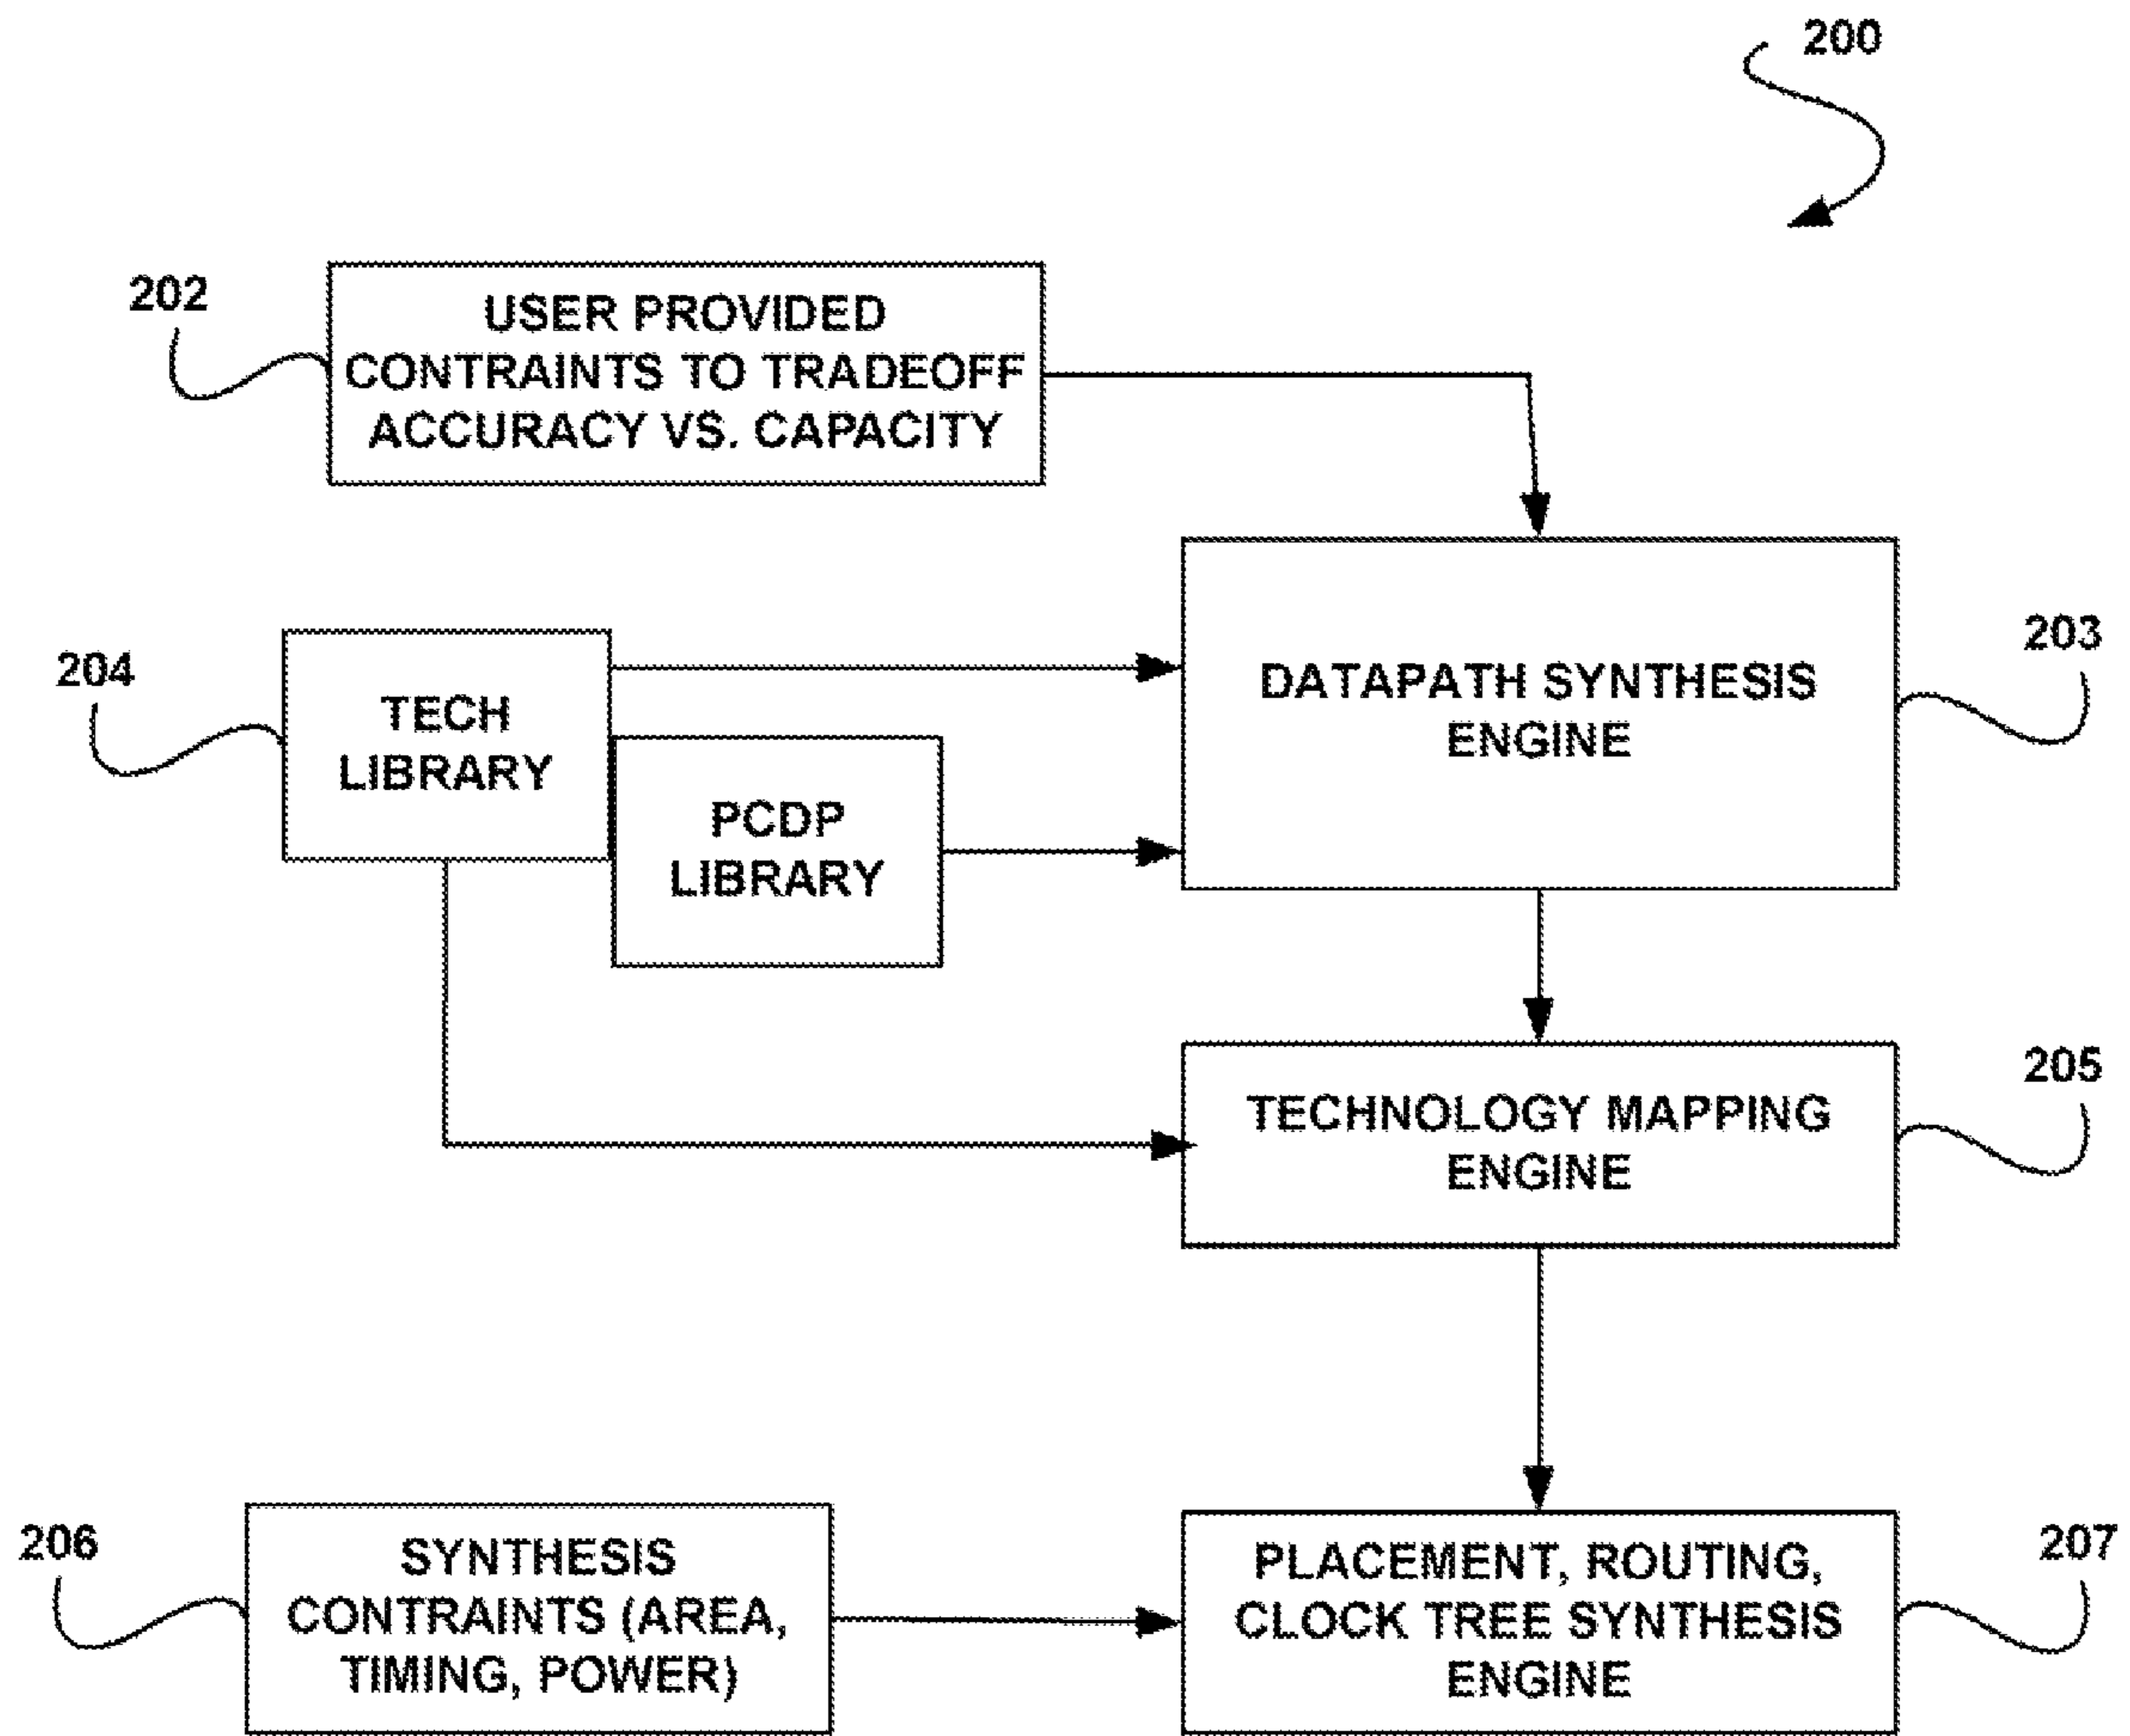 200
202
USER PROVIDED
CONTRAINTS TO TRADEOFF
ACCURACY VS. CAPACITY
204
TECH
LIBRARY
PCDP
LIBRARY
DATAPATH SYNTHESIS
ENGINE
203
TECHNOLOGY MAPPING
ENGINE
205
206
SYNTHESIS
CONTRAINTS (AREA,
TIMING, POWER)
PLACEMENT, ROUTING,
CLOCK TREE SYNTHESIS
ENGINE
207